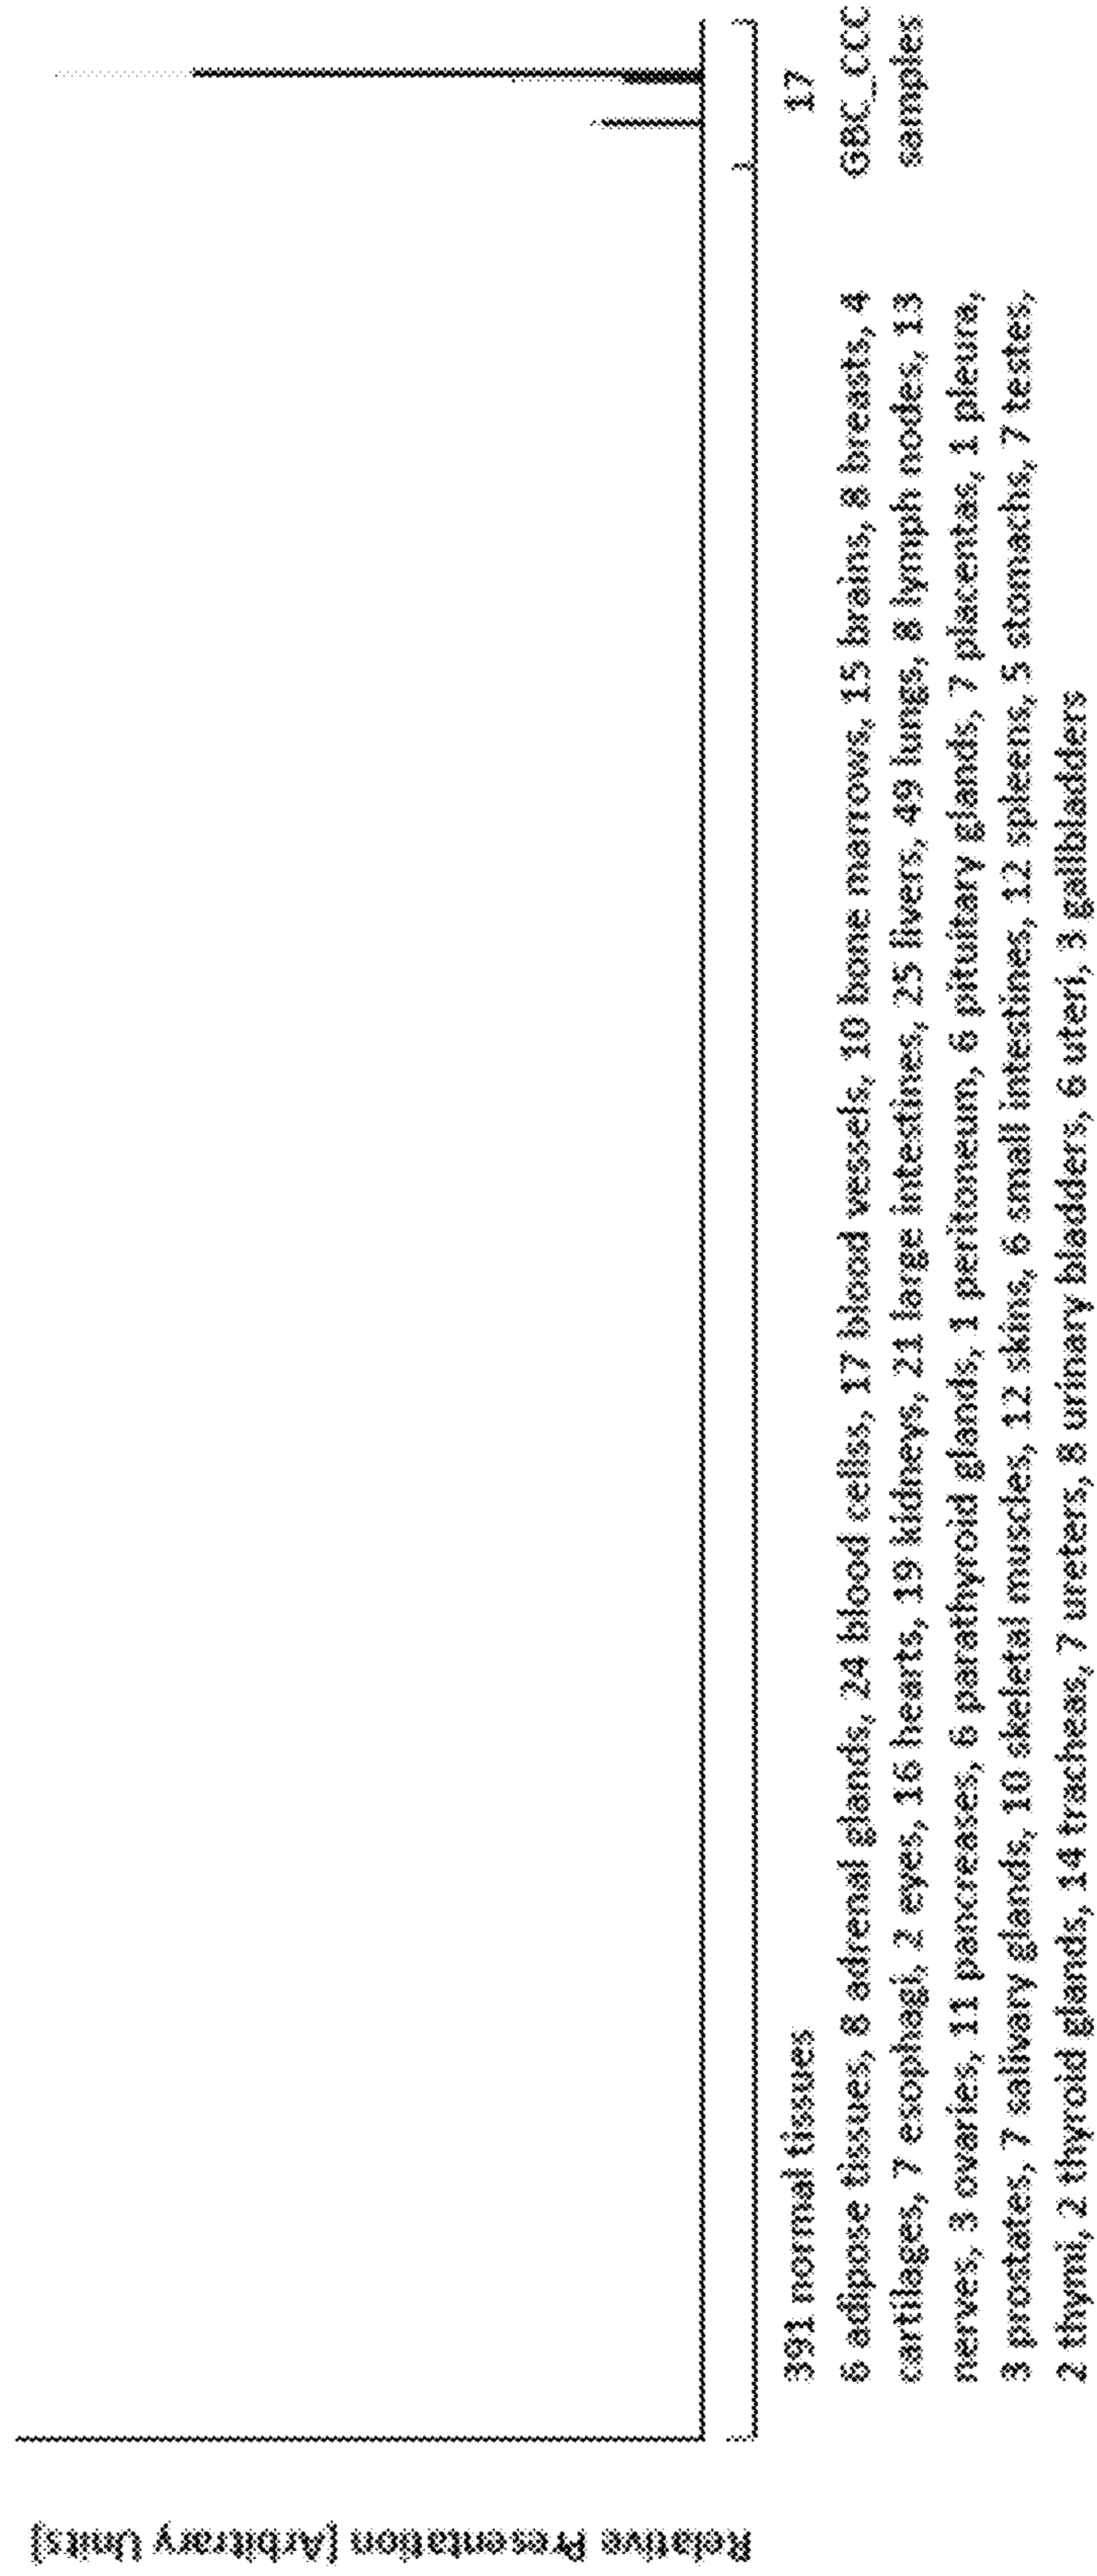 Relative Presentation [Arbitrary Units]
391 normal tissues
6 adipose tissues, 8 adrenal glands, 24 blood cellss, 17 blood vessels, 10 bone marrows, 15 brains, 8 breasts, 4
cartilages, 7 esophagi, 2 eyes, 16 hearts, 19 kidneys, 21 large intestines, 25 livers, 49 lungs, 8 lymph nodes, 13
nerves, 3 ovaries, 11 pancreases, 6 parathyroid glands, 1 peritoneum, 6 pituitary glands, 7 placentas, 1 pleura,
3 prostates, 7 salivary glands, 10 skeletal muscles, 12 skins, 6 small intestines, 12 spleens, 5 stomachs, 7 testes,
2 thymi, 2 thyroid glands, 14 tracheas, 7 ureters, 8 urinary bladders, 6 uteri, 3 gallbladders
17
GBC_CCC
samples